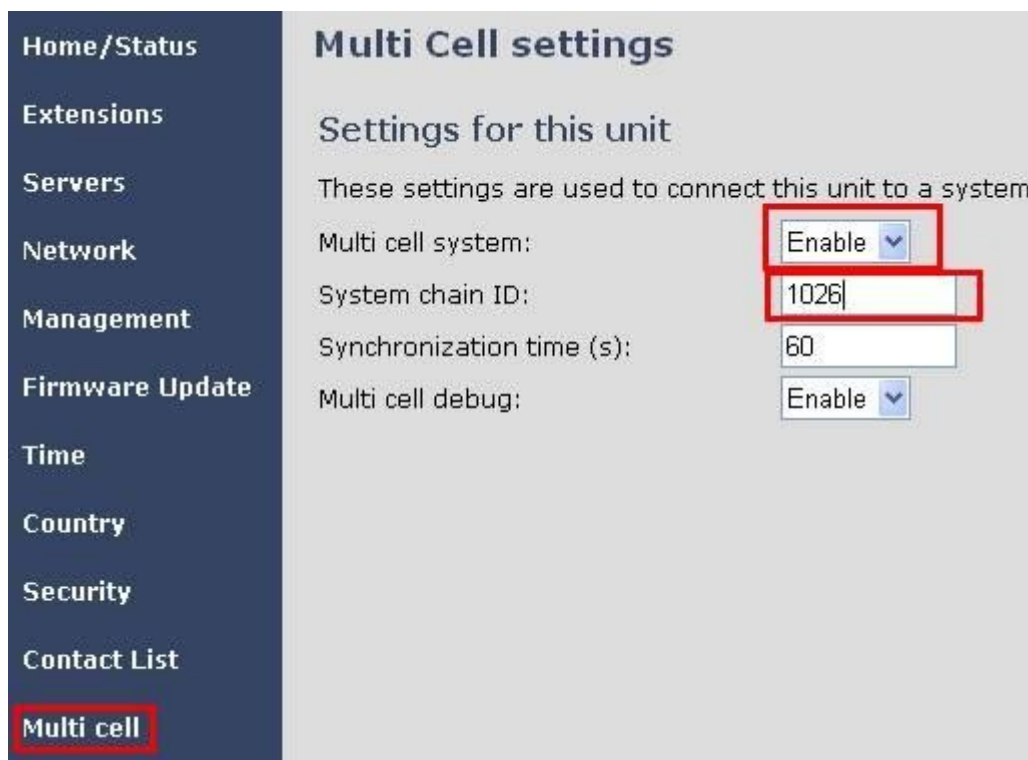 Home/Status
Extensions
Servers
Network
Management
Firmware Update
Time
Country
Security
Contact List
Multi cell
Multi Cell settings
Settings for this unit
These settings are used to connect this unit to a system
Multi cell system: Enable
System chain ID: 1026
Synchronization time (s): 60
Multi cell debug: Enable